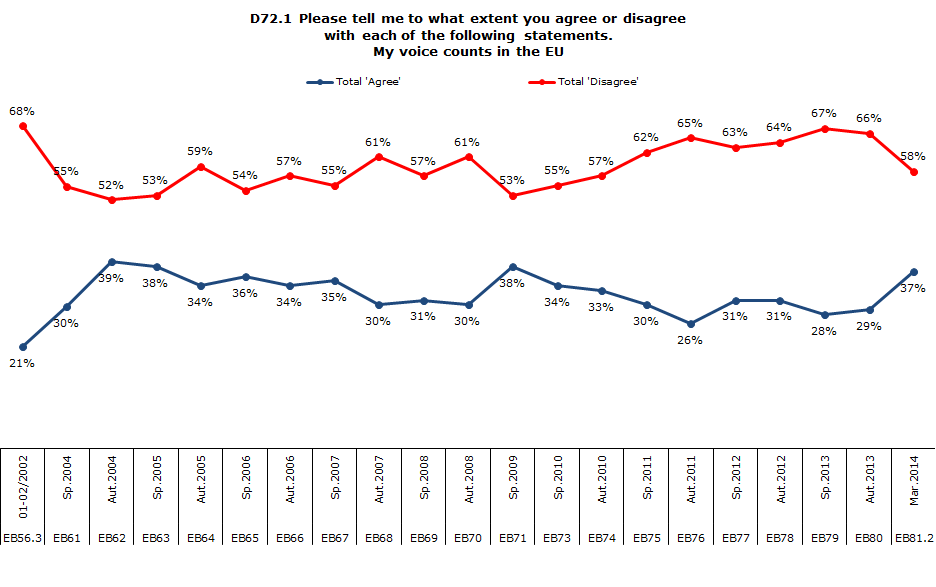 D72.1 Please tell me to what extent you agree or disagree
with each of the following statements.
My voice counts in the EU
Total 'Agree'
Total 'Disagree'
68%
55%
52%
53%
59%
54%
57%
55%
61%
57%
61%
53%
55%
57%
62%
65%
63%
64%
67%
66%
58%
21%
30%
39%
38%
34%
36%
34%
35%
30%
31%
30%
38%
34%
33%
30%
26%
31%
31%
28%
29%
37%
01-02/2002
Sp.2004
Aut.2004
Sp.2005
Aut.2005
Sp.2006
Aut.2006
Sp.2007
Aut.2007
Sp.2008
Aut.2008
Sp.2009
Sp.2010
Aut.2010
Sp.2011
Aut.2011
Sp.2012
Aut.2012
Sp.2013
Aut.2013
Mar.2014
EB56.3
EB61
EB62
EB63
EB64
EB65
EB66
EB67
EB68
EB69
EB70
EB71
EB73
EB74
EB75
EB76
EB77
EB78
EB79
EB80
EB81.2